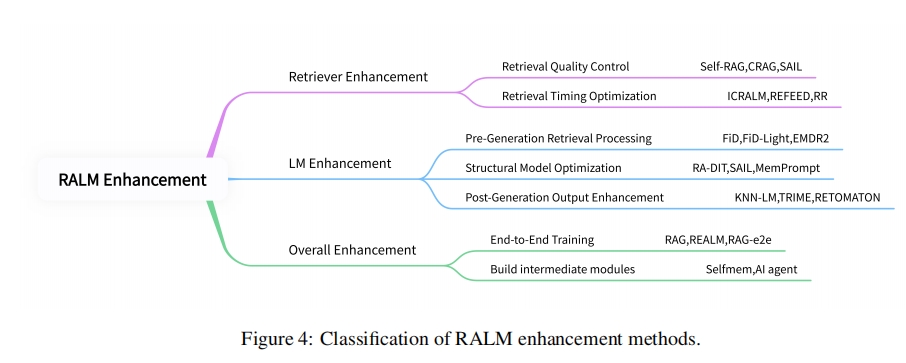 RALM Enhancement
Retriever Enhancement
Retrieval Quality Control Self-RAG,CRAG,SAIL
Retrieval Timing Optimization ICRALM,REFEED,RR
LM Enhancement
Pre-Generation Retrieval Processing FiD,FiD-Light,EMDR2
Structural Model Optimization RA-DIT,SAIL,MemPrompt
Post-Generation Output Enhancement KNN-LM,TRIME,RETOMATON
Overall Enhancement
End-to-End Training RAG,REALM,RAG-e2e
Build intermediate modules Selfmem,AI agent
Figure 4: Classification of RALM enhancement methods.